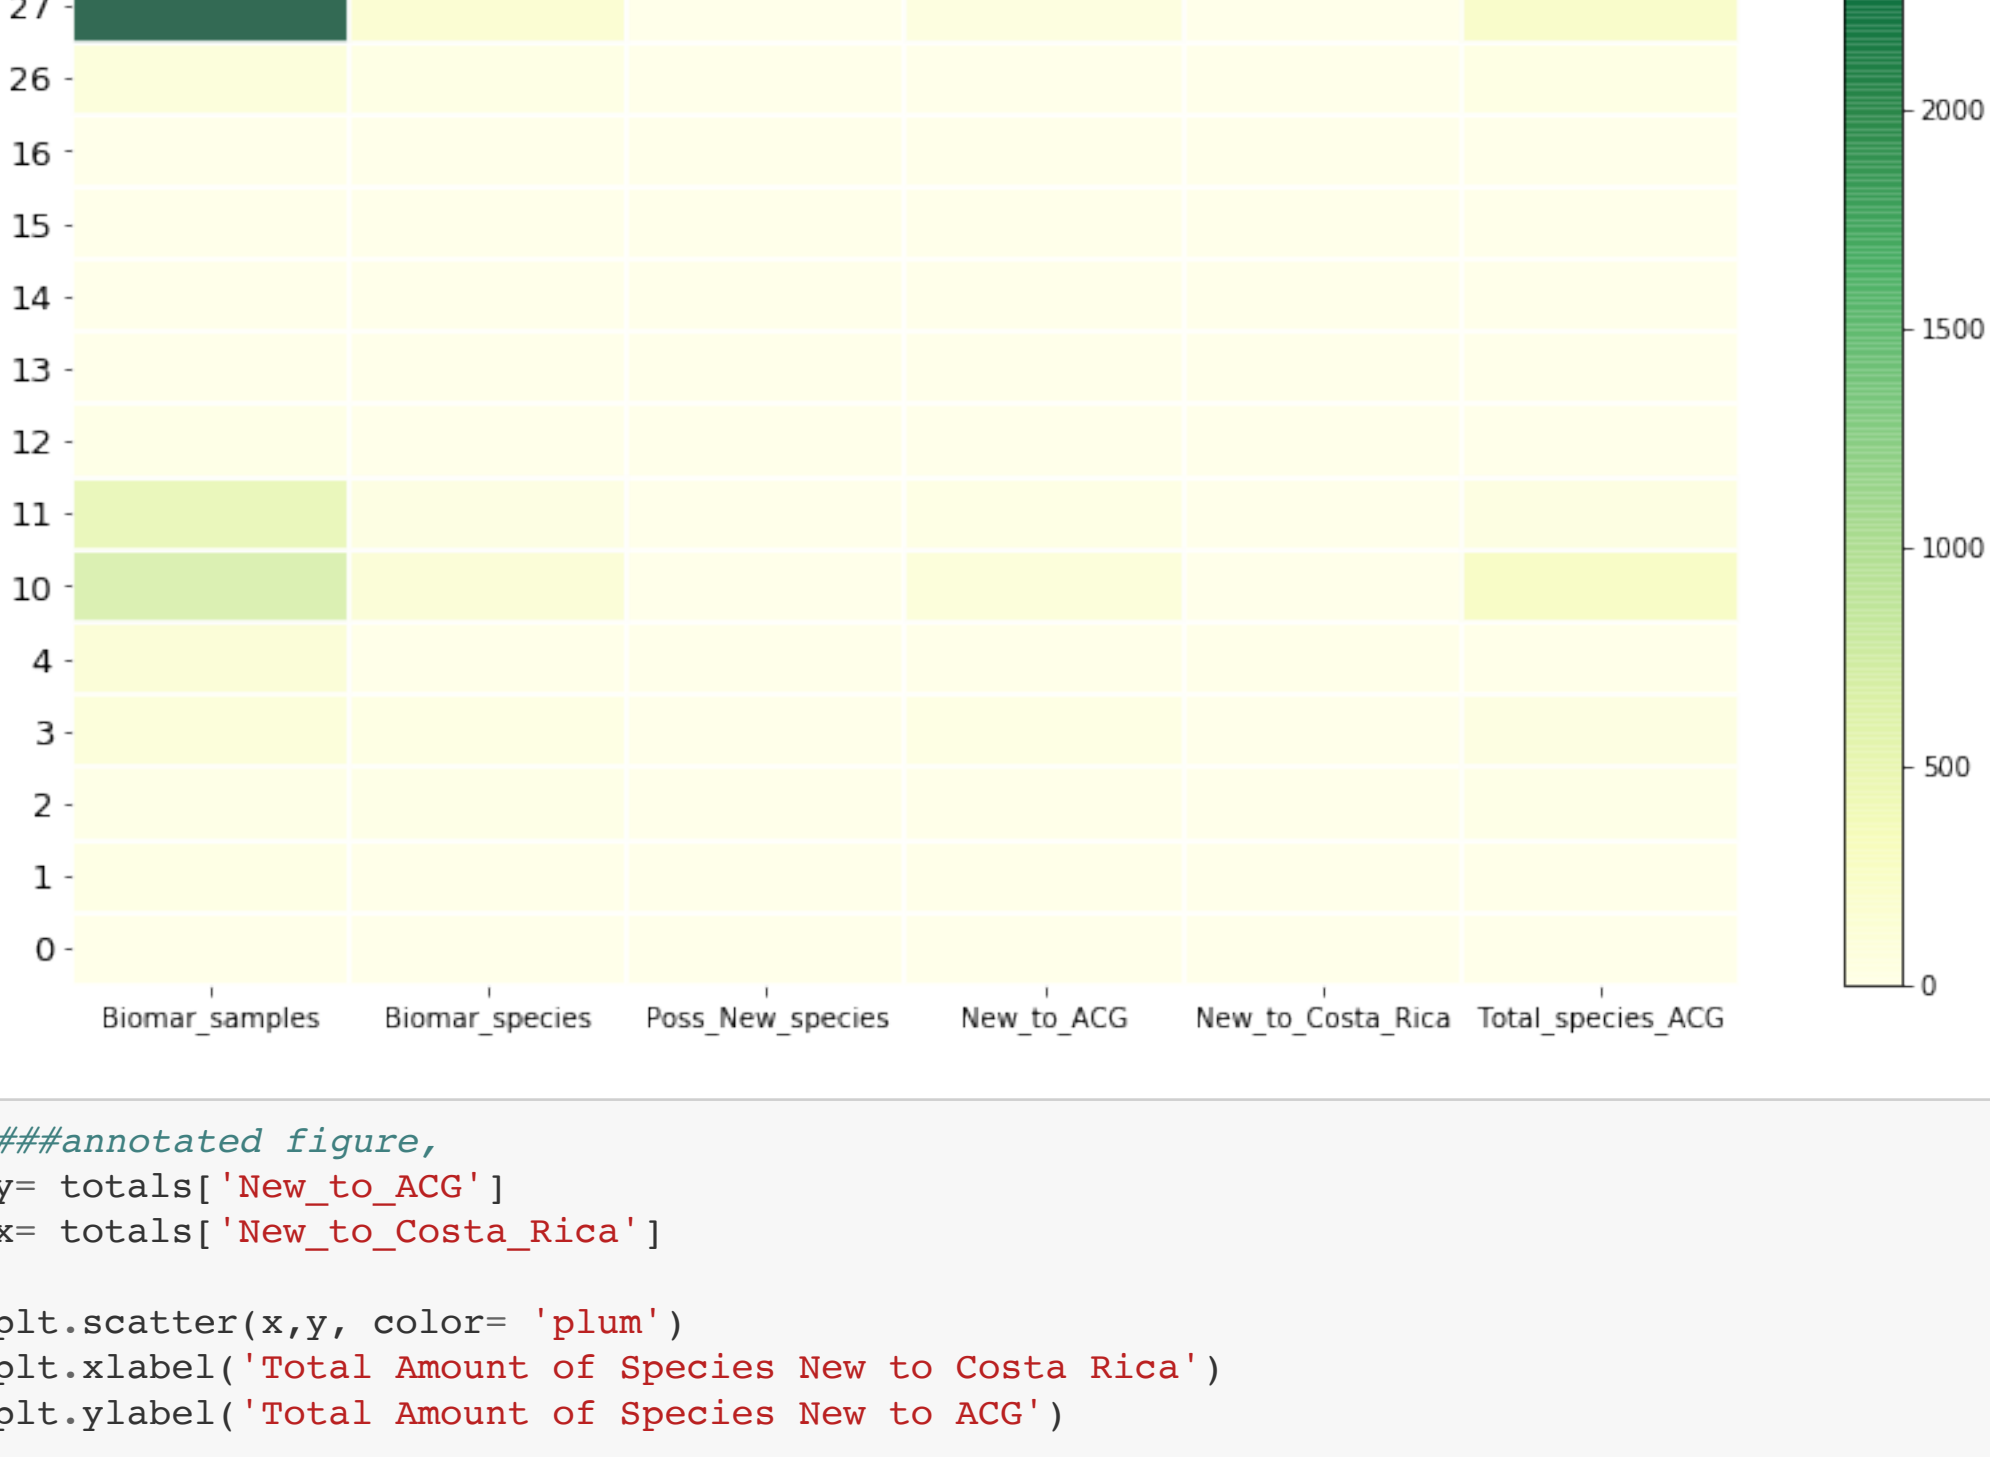 27
26
2000
16
15
1500
14
13
12
11
1000
10
4
3
500
2
1
0
0
Biomar_samples Biomar_species Poss_New_species New_to_ACG New_to_Costa_Rica Total_species_ACG
###annotated figure,
y= totals['New_to_ACG']
x= totals['New_to_Costa_Rica']
plt.scatter(x,y, color= 'plum')
plt.xlabel('Total Amount of Species New to Costa Rica')
plt.ylabel('Total Amount of Species New to ACG')